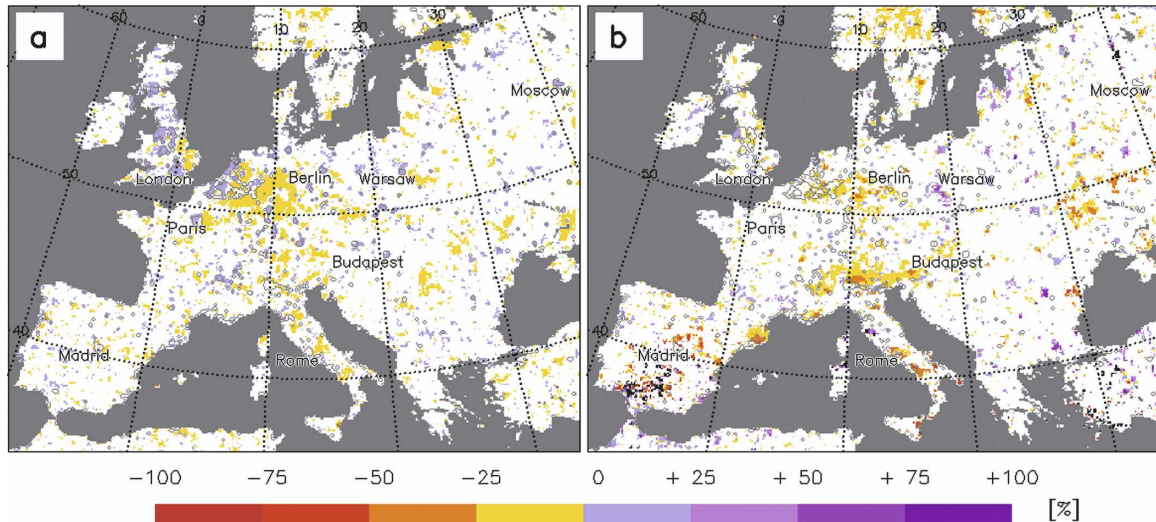 a
60
0
10
20
30
50
40
Moscow
London
Berlin
Warsaw
Paris
Budapest
Madrid
Rome
b
60
0
10
20
30
50
40
Moscow
London
Berlin
Warsaw
Paris
Budapest
Madrid
Rome
−100 −75 −50 −25 0 + 25 + 50 + 75 +100 [%]